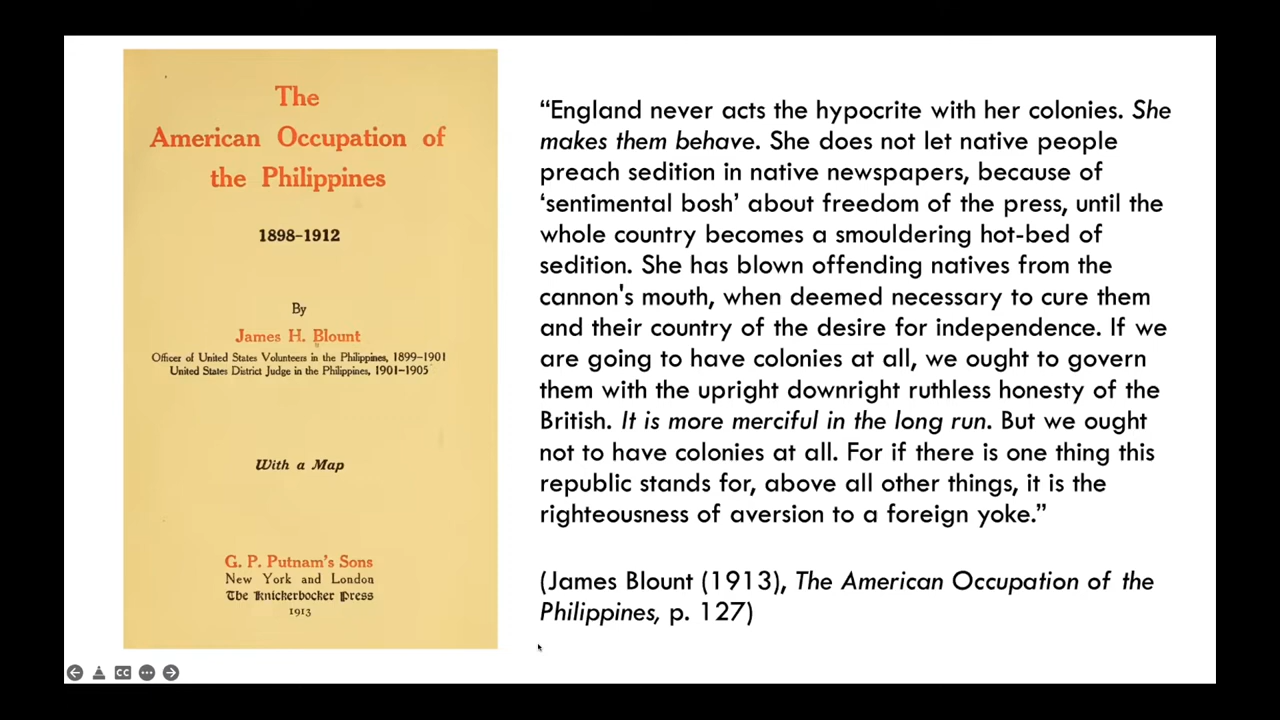 The
American Occupation of
the Philippines
1898-1912
By
James H. Blount
Officer of United States Volunteers in the Philippines, 1899-1901
United States District Judge in the Philippines, 1901-1905
With a Map
G. P. Putnam's Sons
New York and London
The Knickerbocker Press
1913
“England never acts the hypocrite with her colonies. She
makes them behave. She does not let native people
preach sedition in native newspapers, because of
‘sentimental bosh’ about freedom of the press, until the
whole country becomes a smouldering hot-bed of
sedition. She has blown offending natives from the
cannon's mouth, when deemed necessary to cure them
and their country of the desire for independence. If we
are going to have colonies at all, we ought to govern
them with the upright downright ruthless honesty of the
British. It is more merciful in the long run. But we ought
not to have colonies at all. For if there is one thing this
republic stands for, above all other things, it is the
righteousness of aversion to a foreign yoke.”
(James Blount (1913), The American Occupation of the
Philippines, p. 127)
CC